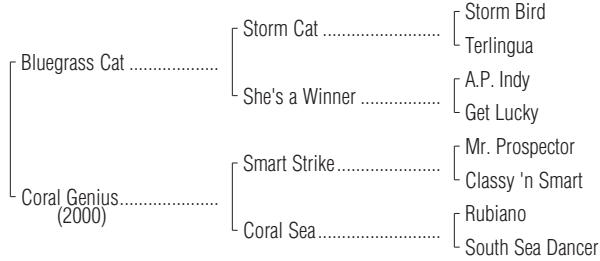 Storm Bird
Storm Cat ........................
Terlingua
Bluegrass Cat ..................
A.P. Indy
She's a Winner ................
Get Lucky
Mr. Prospector
Smart Strike.....................
Classy 'n Smart
Coral Genius....................
(2000)
Rubiano
Coral Sea.........................
South Sea Dancer